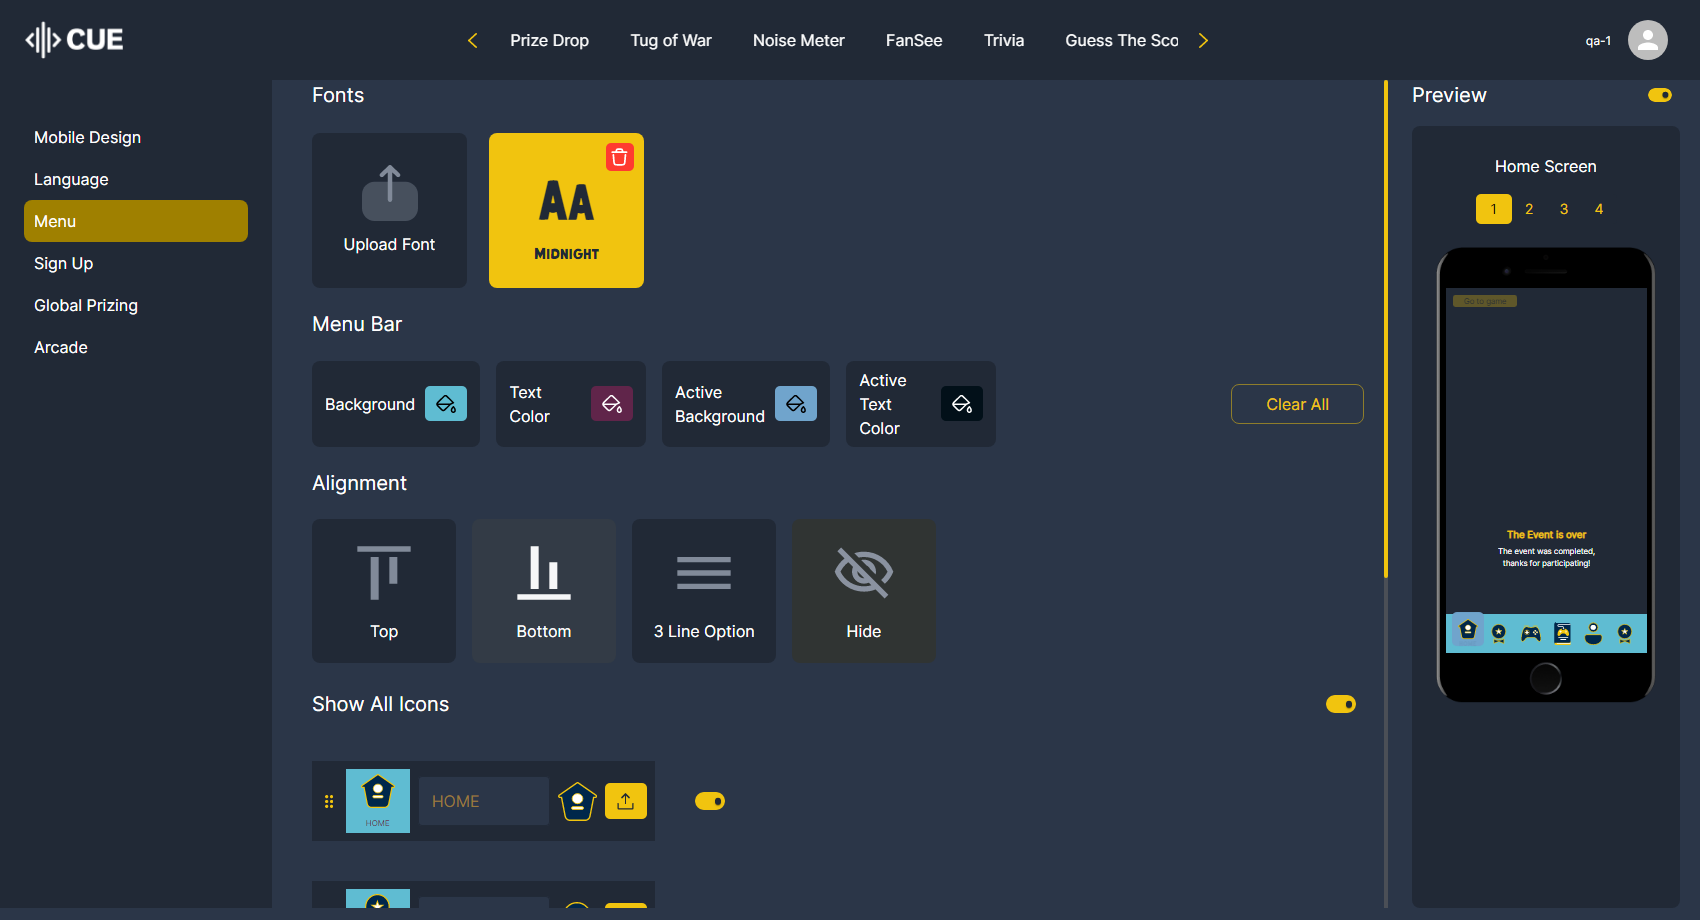 CUE
Prize Drop
Tug of War
Noise Meter
FanSee
Trivia
Guess The Sco
qa-1
Mobile Design
Language
Menu
Sign Up
Global Prizing
Arcade
Fonts
Upload Font
AA
MIDNIGHT
Menu Bar
Background
Text
Color
Active
Background
Active
Text
Color
Clear All
Alignment
Top
Bottom
3 Line Option
Hide
Show All Icons
HOME
HOME
Preview
Home Screen
1 2 3 4
Go to game
The Event is over
The event was completed,
thanks for participating!